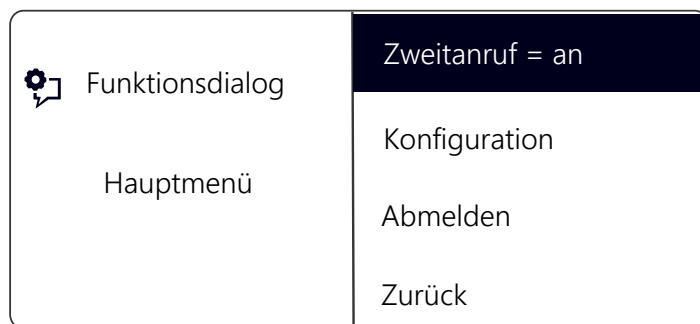 Funktionsdialog
Hauptmenü
Zweitanruf = an
Konfiguration
Abmelden
Zurück